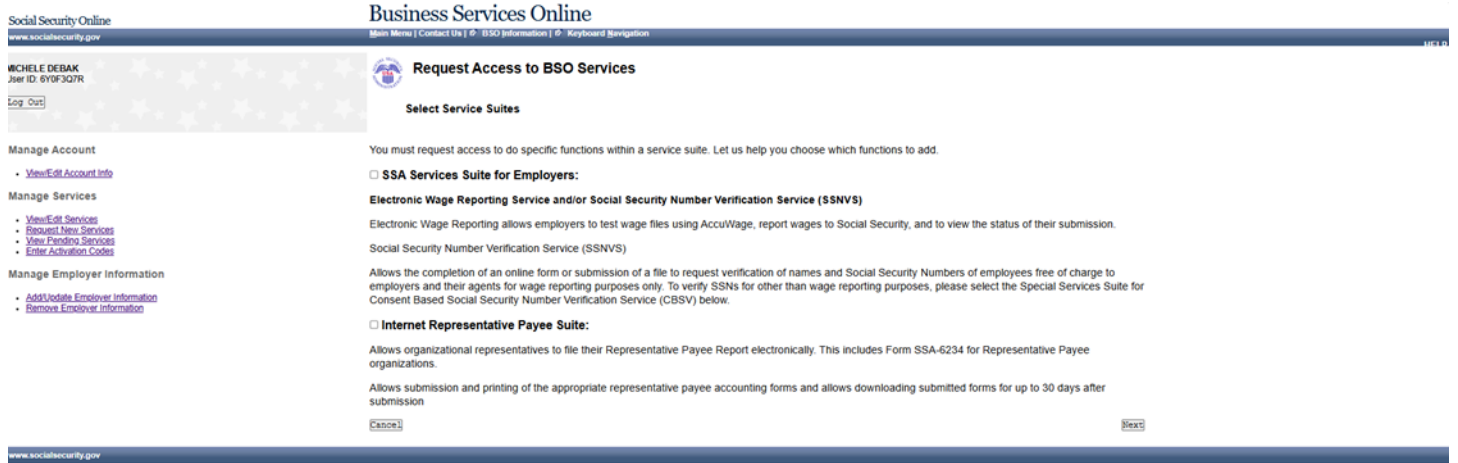 Social Security Online
Business Services Online
www.socialsecurity.gov
Main Menu | Contact Us | BSO Information | Keyboard Navigation
HELP
MICHELE DEBAK
User ID: 6Y0F3Q7R
Log Out
Request Access to BSO Services
Select Service Suites
Manage Account
View/Edit Account Info
Manage Services
View/Edit Services
Request New Services
View Pending Services
Enter Activation Codes
Manage Employer Information
Add/Update Employer Information
Remove Employer Information
You must request access to do specific functions within a service suite. Let us help you choose which functions to add.
SSA Services Suite for Employers:
Electronic Wage Reporting Service and/or Social Security Number Verification Service (SSNVS)
Electronic Wage Reporting allows employers to test wage files using AccuWage, report wages to Social Security, and to view the status of their submission.
Social Security Number Verification Service (SSNVS)
Allows the completion of an online form or submission of a file to request verification of names and Social Security Numbers of employees free of charge to
employers and their agents for wage reporting purposes only. To verify SSNs for other than wage reporting purposes, please select the Special Services Suite for
Consent Based Social Security Number Verification Service (CBSV) below.
Internet Representative Payee Suite:
Allows organizational representatives to file their Representative Payee Report electronically. This includes Form SSA-6234 for Representative Payee
organizations.
Allows submission and printing of the appropriate representative payee accounting forms and allows downloading submitted forms for up to 30 days after
submission
Cancel
Next
www.socialsecurity.gov